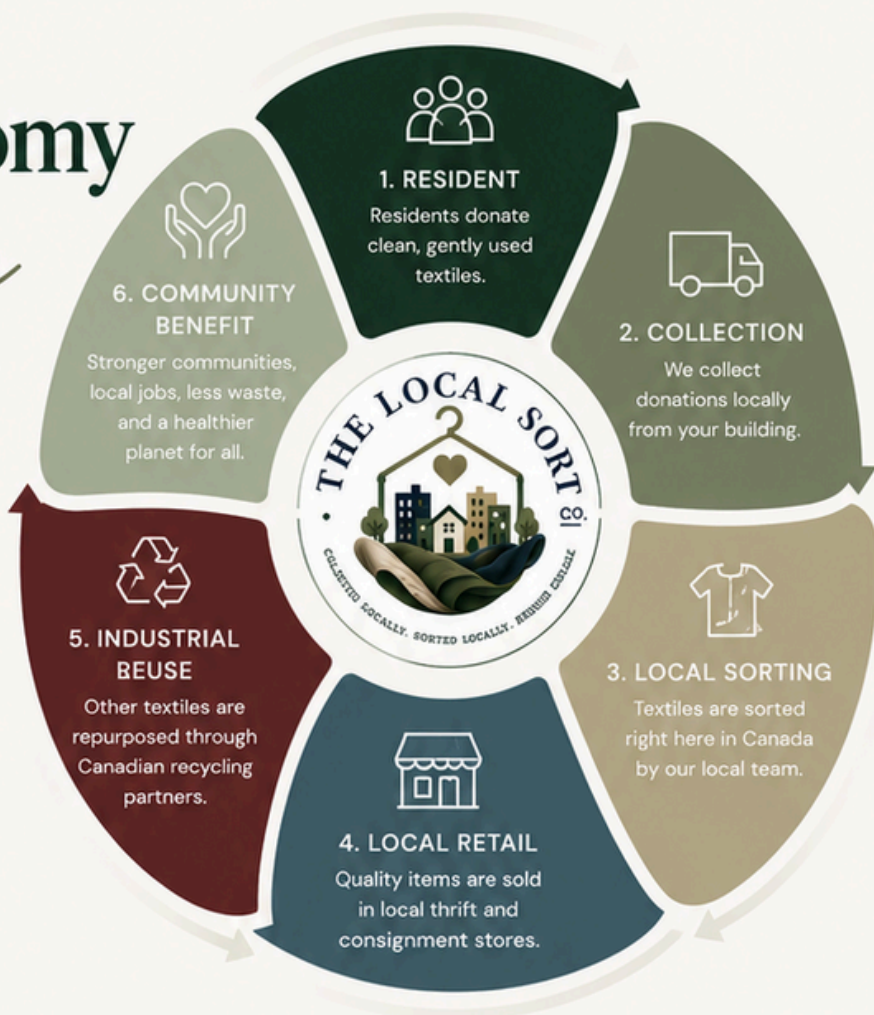 omy
1. RESIDENT
Residents donate
clean, gently used
textiles.
2. COLLECTION
We collect
donations locally
from your building.
3. LOCAL SORTING
Textiles are sorted
right here in Canada
by our local team.
4. LOCAL RETAIL
Quality items are sold
in local thrift and
consignment stores.
5. INDUSTRIAL
REUSE
Other textiles are
repurposed through
Canadian recycling
partners.
6. COMMUNITY
BENEFIT
Stronger communities,
local jobs, less waste,
and a healthier
planet for all.
• THE LOCAL SORT
CO.
LOCALLY. SORTED LOCALLY.